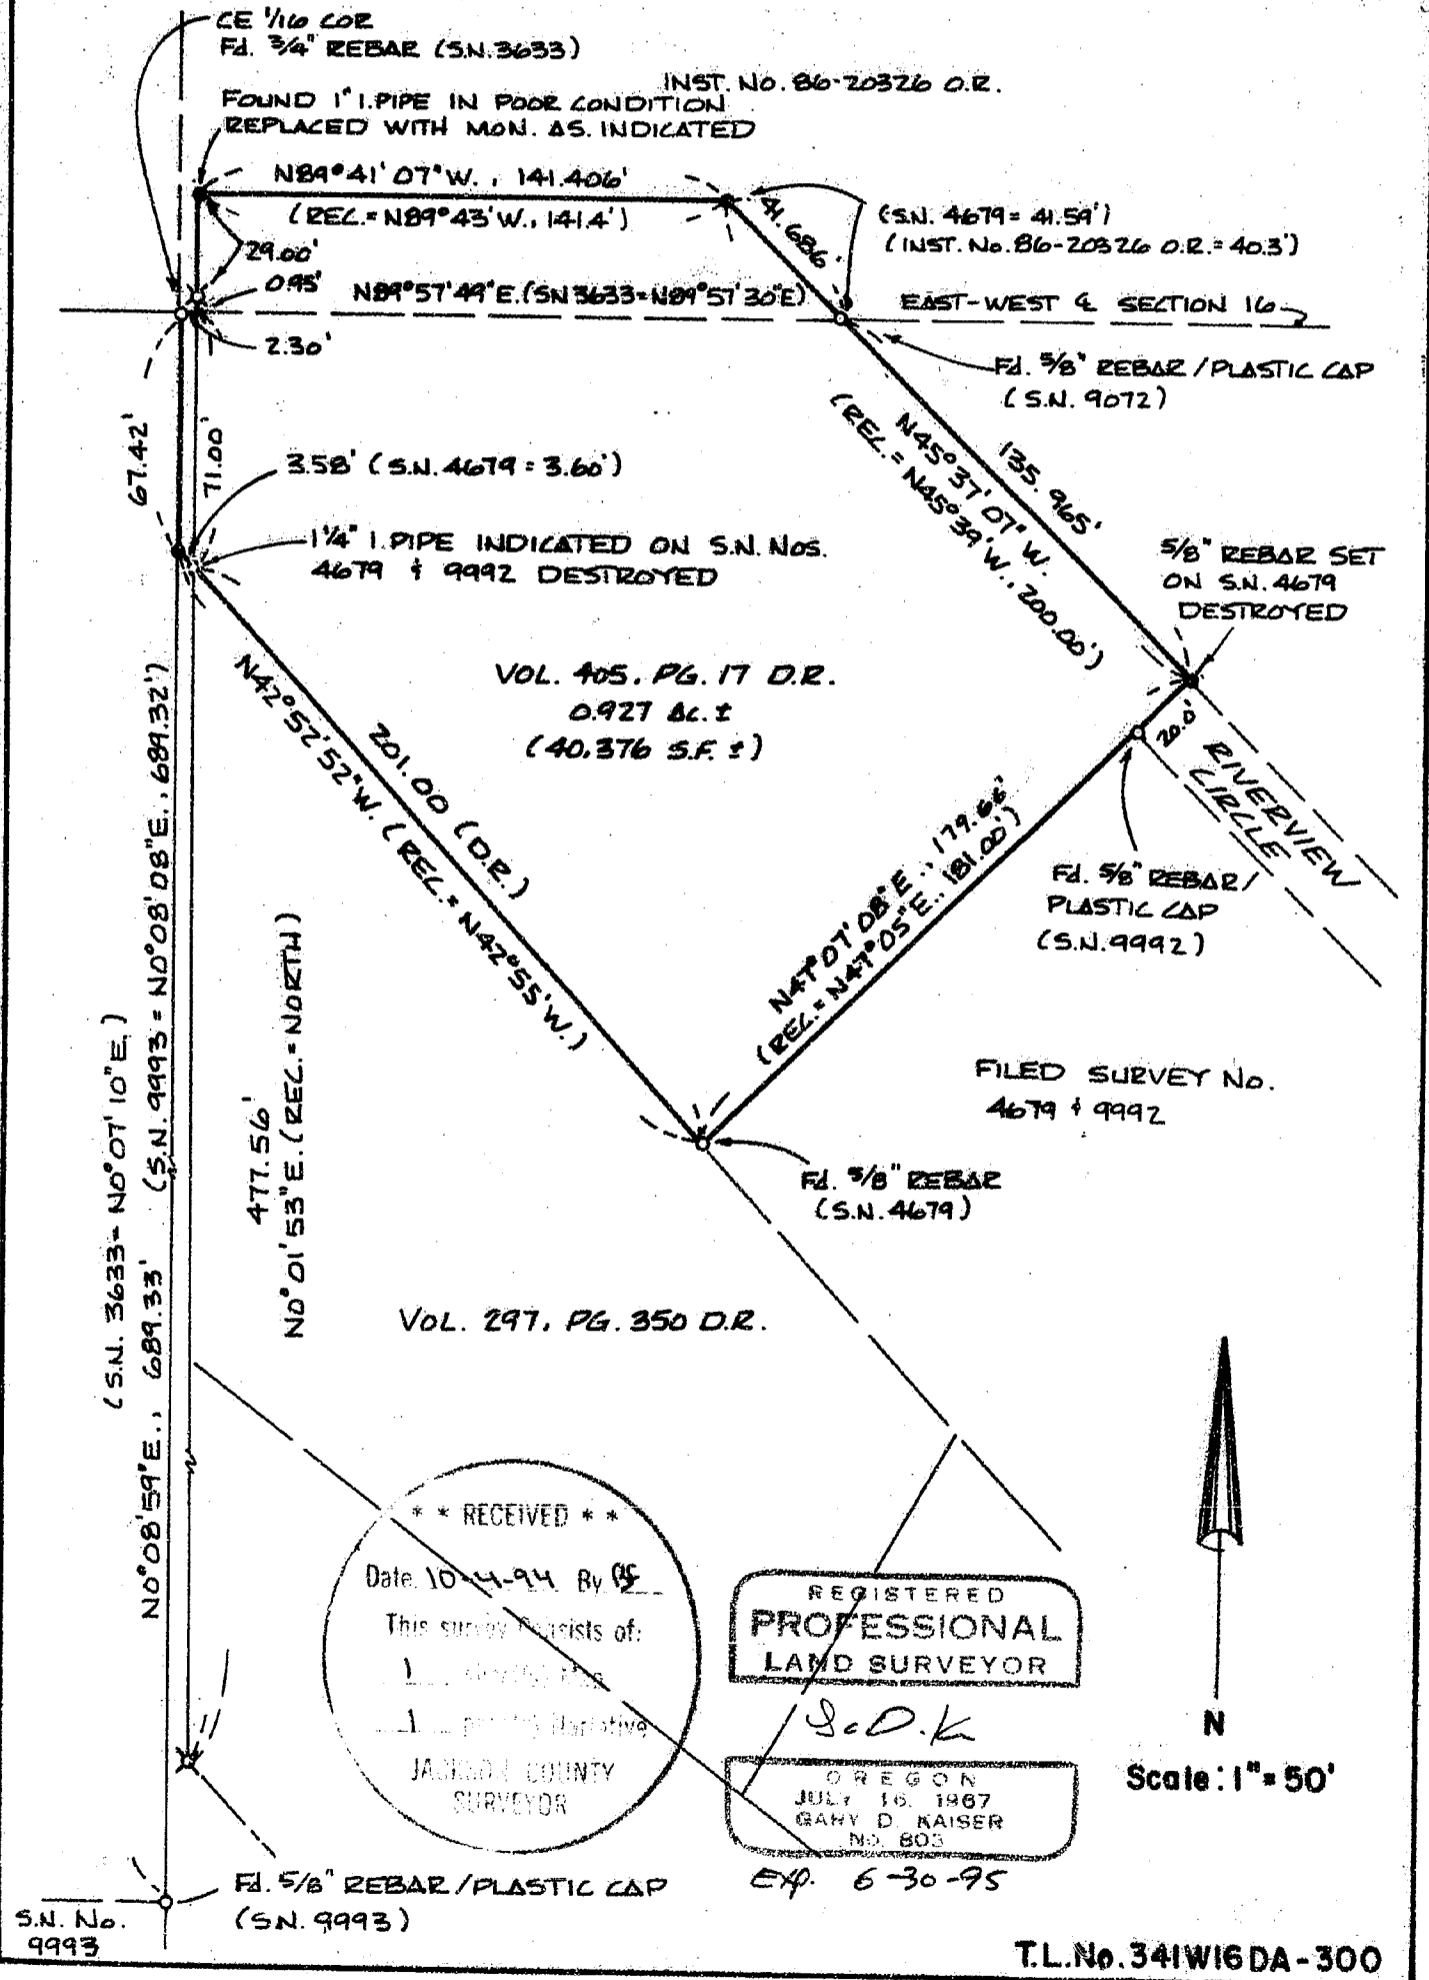 CE 1/16 COR
Fd. 3/4" REBAR (S.N.3633)
INST. No. 86-20326 O.R.
FOUND 1" I.PIPE IN POOR CONDITION
REPLACED WITH MON. AS. INDICATED
N89°41'07"W., 141.406'
(REC.=N89°43'W., 141.4')
41.686'
(S.N. 4679 = 41.59')
(INST. No. 86-20326 O.R.= 40.3')
29.00'
0.95'
N89°57'49"E.(SN3633=N89°57'30"E)
EAST-WEST ℄ SECTION 16
2.30'
Fd. 5/8" REBAR / PLASTIC CAP
(S.N. 9072)
67.42'
71.00'
3.58' (S.N. 4679 = 3.60')
135.965'
N45°37'07"W.
(REC. = N45°39'W., 200.00')
1 1/4" I.PIPE INDICATED ON S.N. NOS.
4679 & 9992 DESTROYED
5/8" REBAR SET
ON S.N. 4679
DESTROYED
VOL. 405, PG. 17 D.R.
0.927 AC. ±
(40,376 S.F. ±)
201.00 (D.R.)
N42°52'52"W. (REC. = N42°55'W.)
20.0'
RIVERVIEW
CIRCLE
N47°07'08"E., 179.66'
(REC.= N47°05"E., 181.00')
Fd. 5/8" REBAR/
PLASTIC CAP
(S.N.9992)
FILED SURVEY No.
4679 & 9992
Fd. 5/8" REBAR
(S.N. 4679)
(S.N. 3633- N0°07'10"E.)
N0°08'59"E., 689.33' (S.N. 9993 = N0°08'08"E., 689.32')
477.56'
N0°01'53"E.(REC.=NORTH)
VOL. 297, PG. 350 D.R.
* * RECEIVED * *
Date 10-4-94 By
This survey consists of:
1
1 Narrative
JACKSON COUNTY
SURVEYOR
REGISTERED
PROFESSIONAL
LAND SURVEYOR
OREGON
JULY 16, 1967
GARY D. KAISER
NO. 803
EXP. 6-30-95
N
Scale: 1" = 50'
Fd. 5/8" REBAR / PLASTIC CAP
(S.N. 9993)
S.N. No.
9993
T.L.No.341W16DA-300